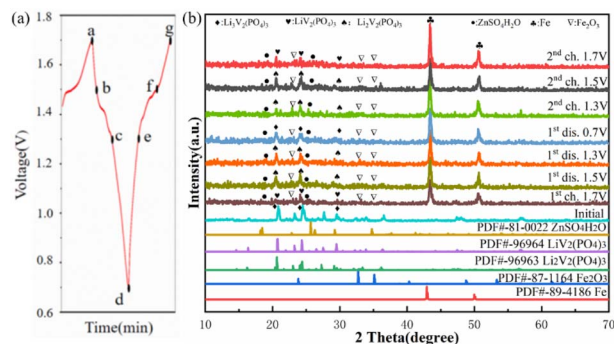 (a)
1.8
1.6
1.4
1.2
1.0
0.8
0.6
Voltage(V)
Time(min)
a
b
c
d
e
f
g
(b)
♦:Li3V2(PO4)3 ♥:LiV2(PO4)3 ♠: Li2V2(PO4)3 ●:ZnSO4H2O ♣:Fe ▽:Fe2O3
2nd ch. 1.7V
2nd ch. 1.5V
2nd ch. 1.3V
1st dis. 0.7V
1st dis. 1.3V
1st dis. 1.5V
1st ch. 1.7V
Initial
PDF#-81-0022 ZnSO4H2O
PDF#-96964 LiV2(PO4)3
PDF#-96963 Li2V2(PO4)3
PDF#-87-1164 Fe2O3
PDF#-89-4186 Fe
Intensity(a.u.)
10 20 30 40 50 60 70
2 Theta(degree)